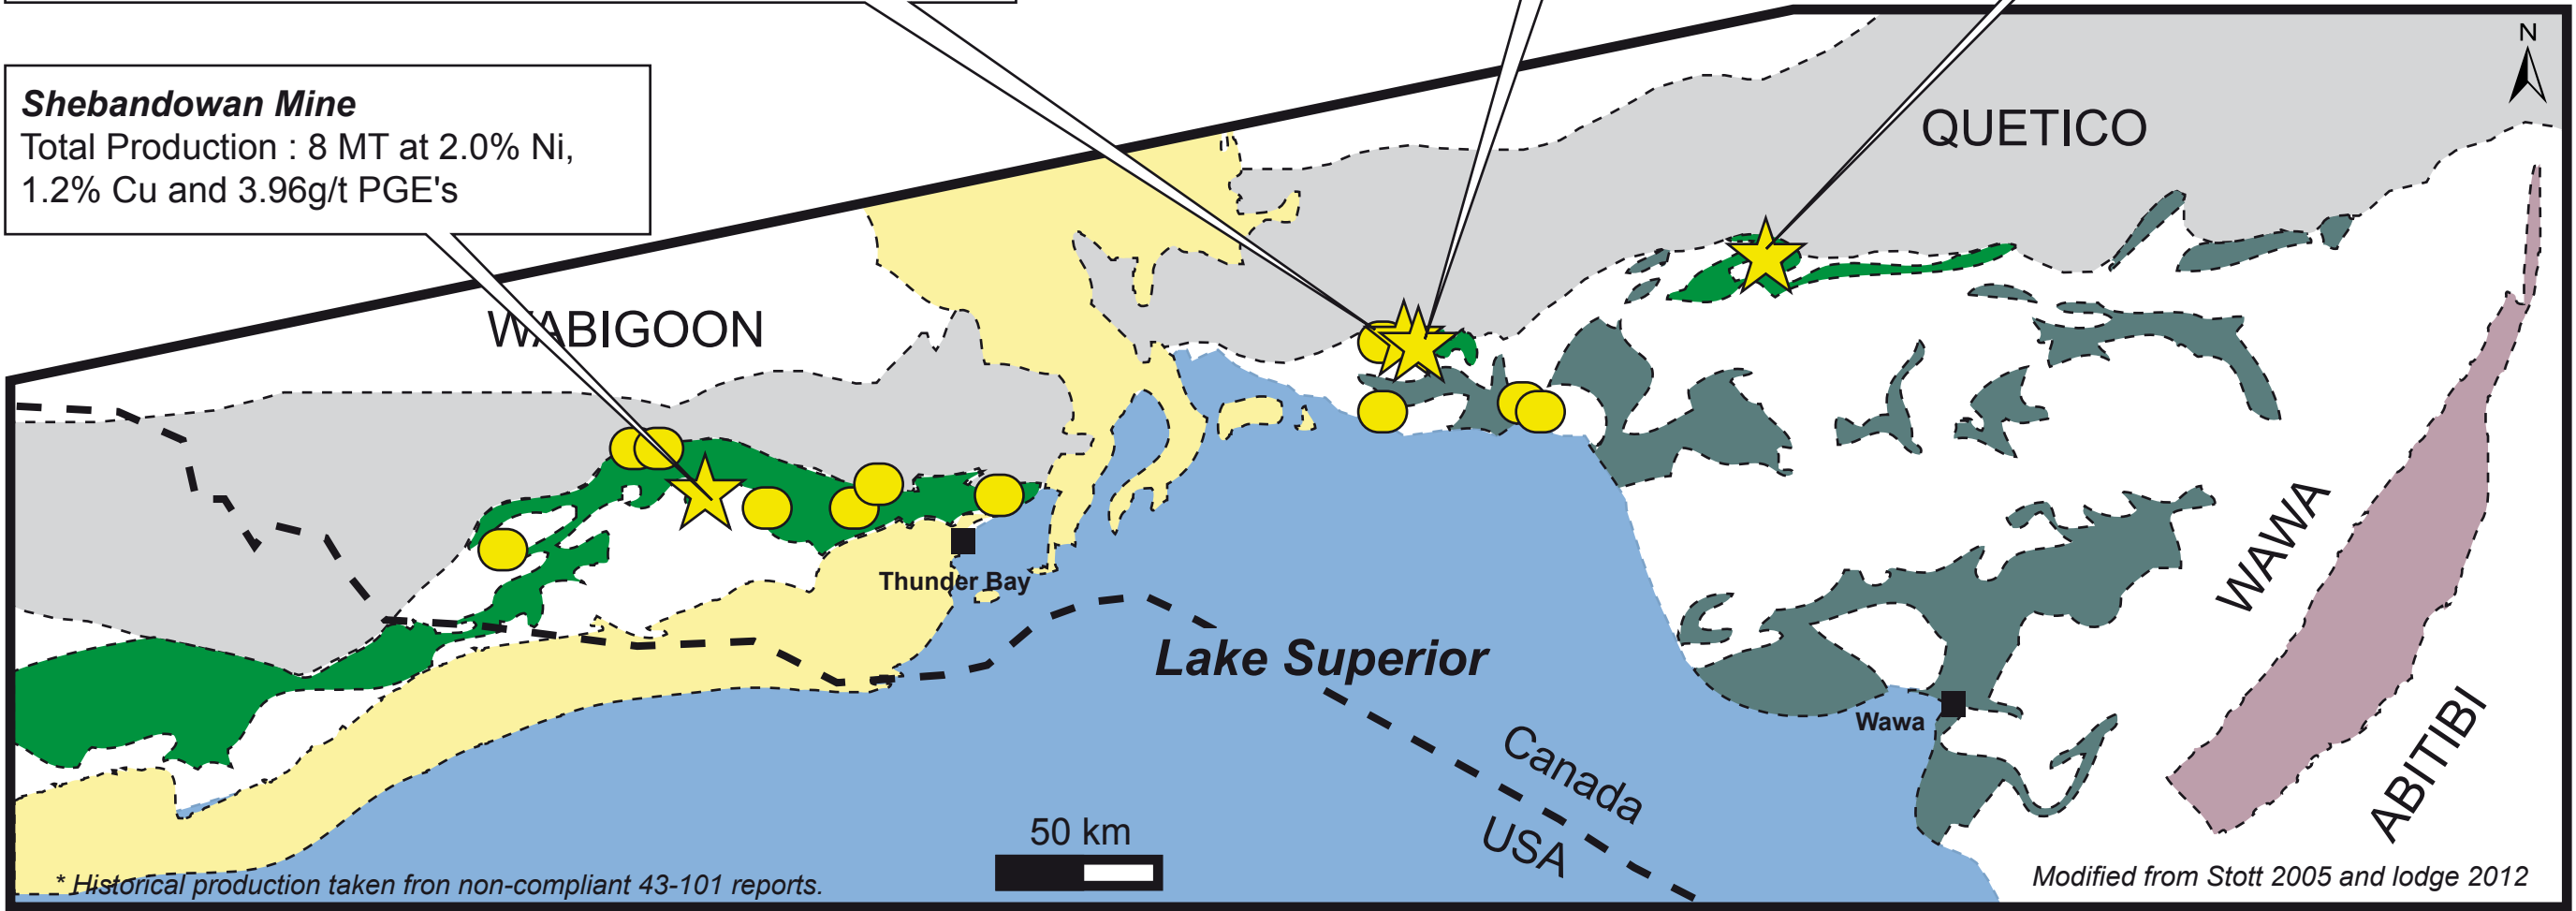 N
Shebandowan Mine
Total Production : 8 MT at 2.0% Ni,
1.2% Cu and 3.96g/t PGE's
QUETICO
WABIGOON
WAWA
Thunder Bay
Lake Superior
Wawa
Canada
USA
ABITIBI
50 km
* Historical production taken fron non-compliant 43-101 reports.
Modified from Stott 2005 and lodge 2012